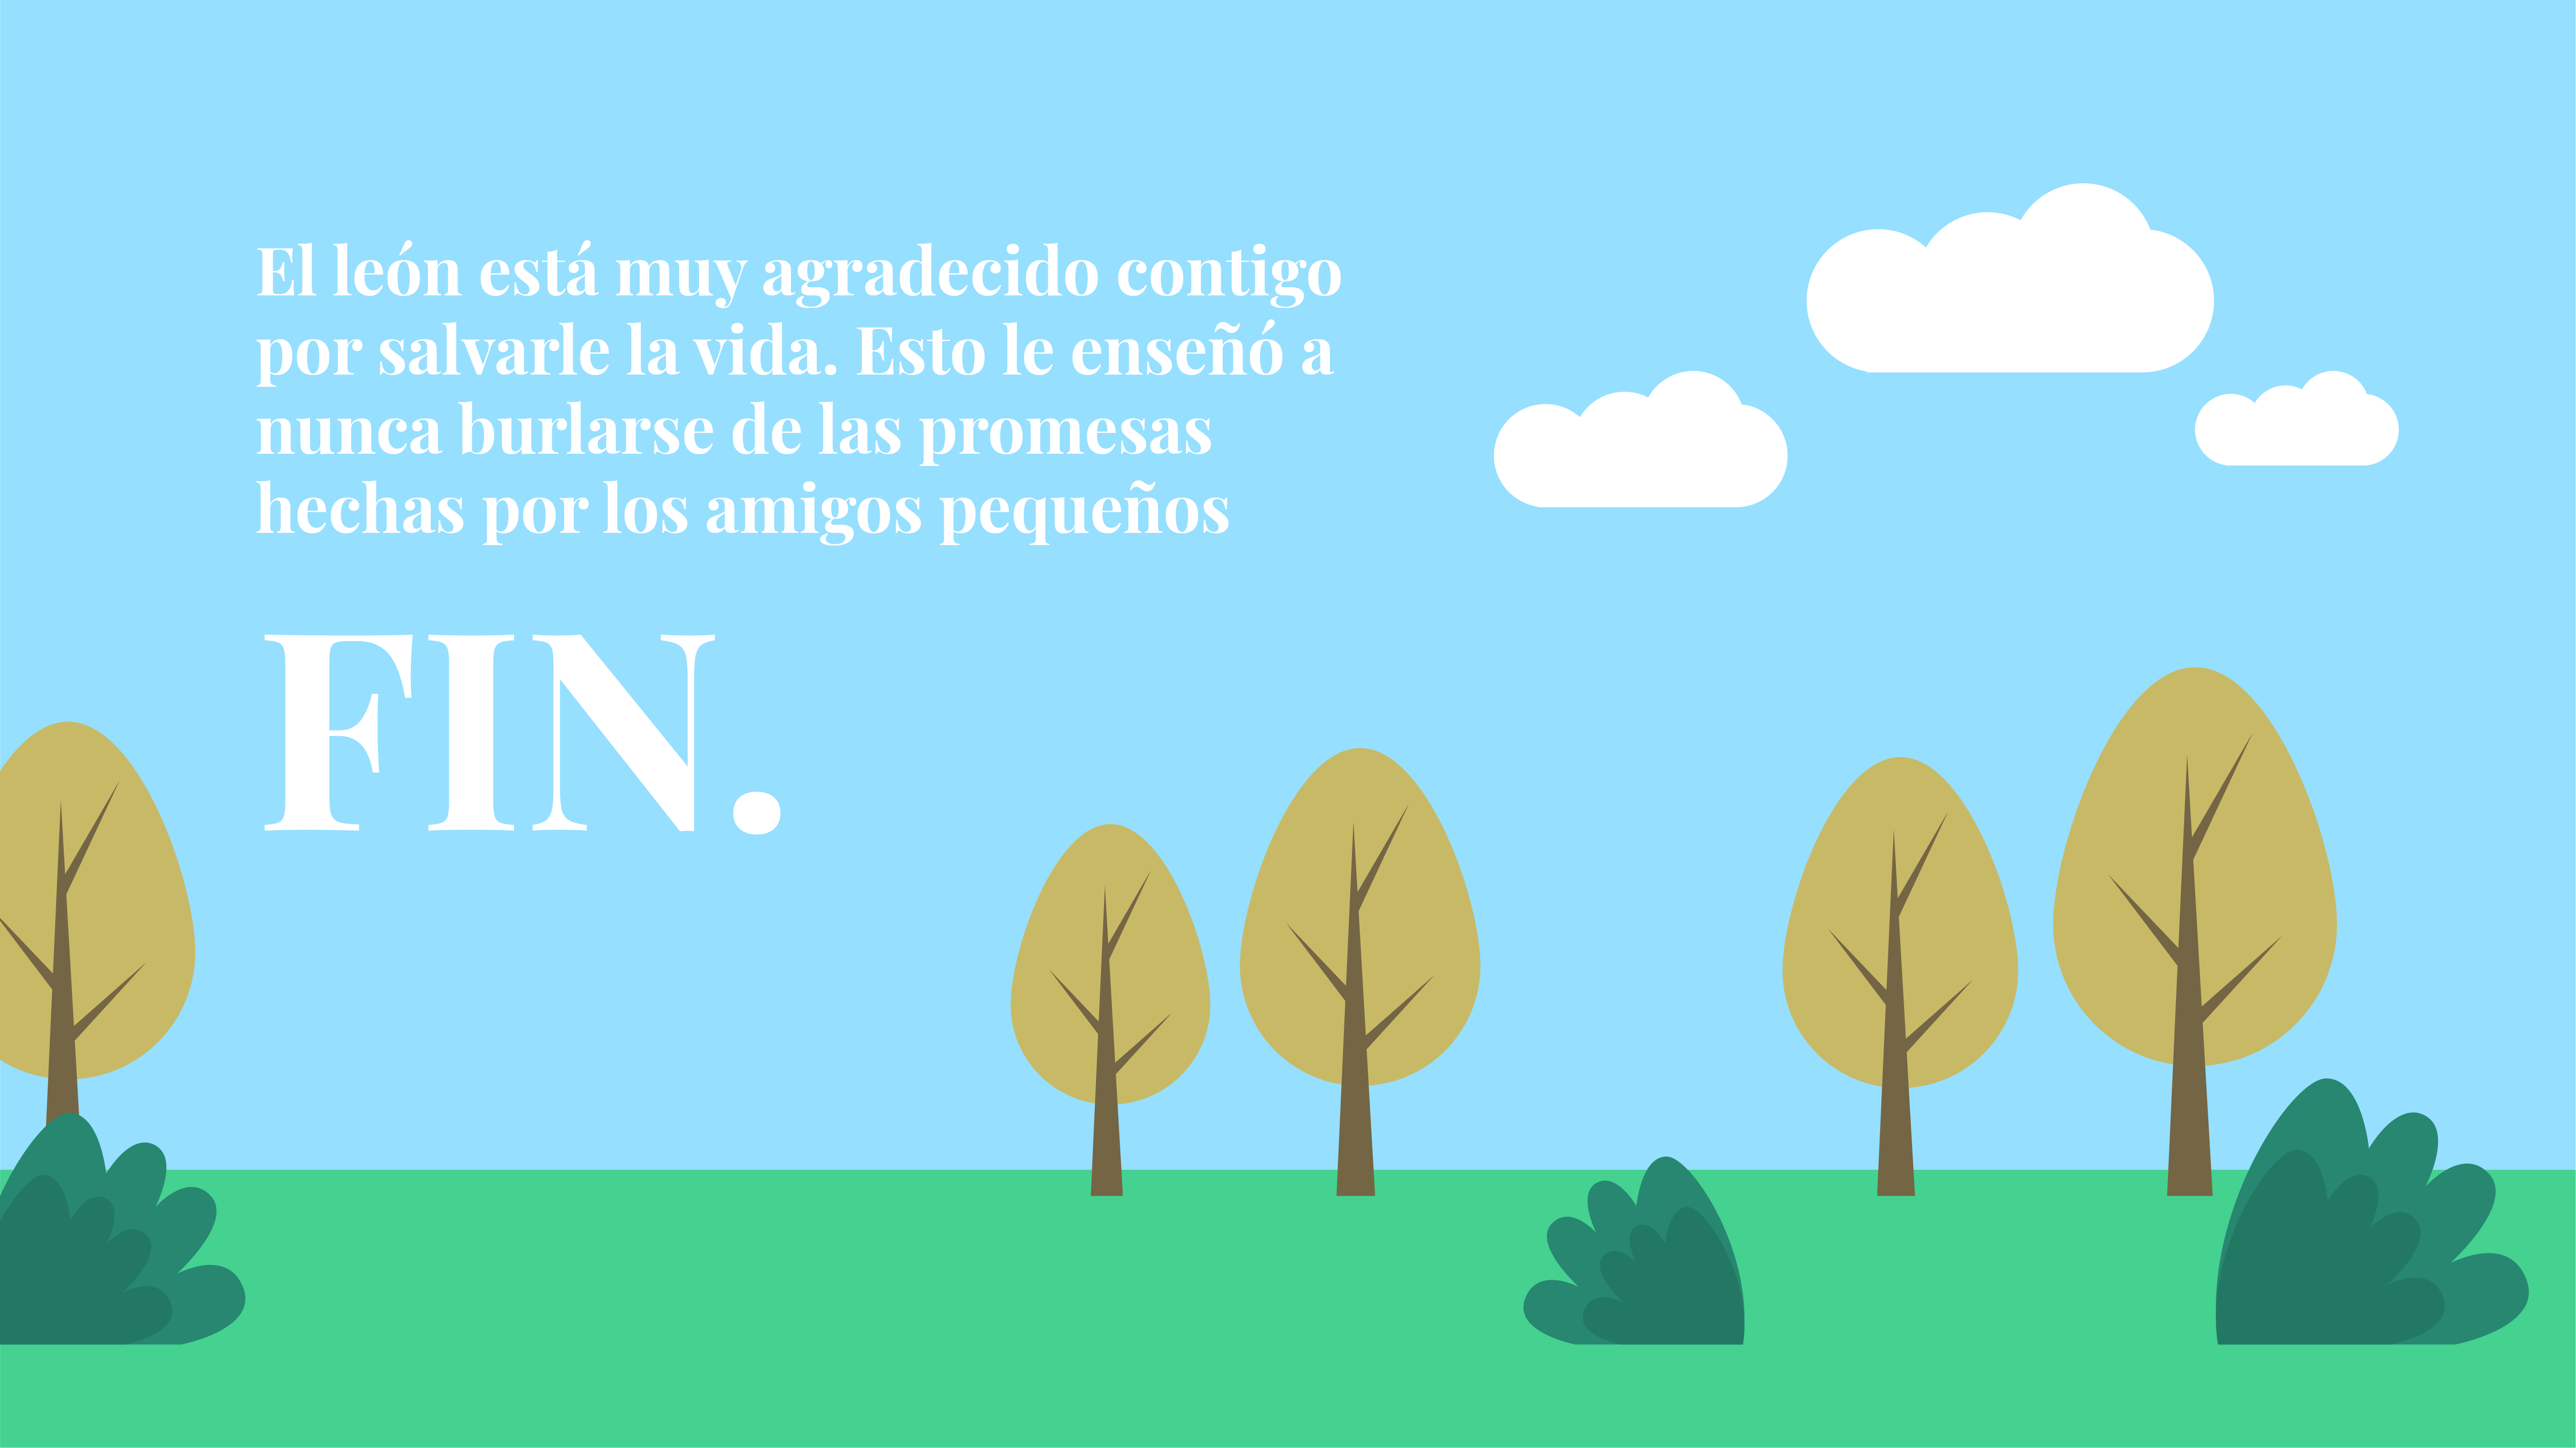 El león está muy agradecido contigo
por salvarle la vida. Esto le enseñó a
nunca burlarse de las promesas
hechas por los amigos pequeños
FIN.